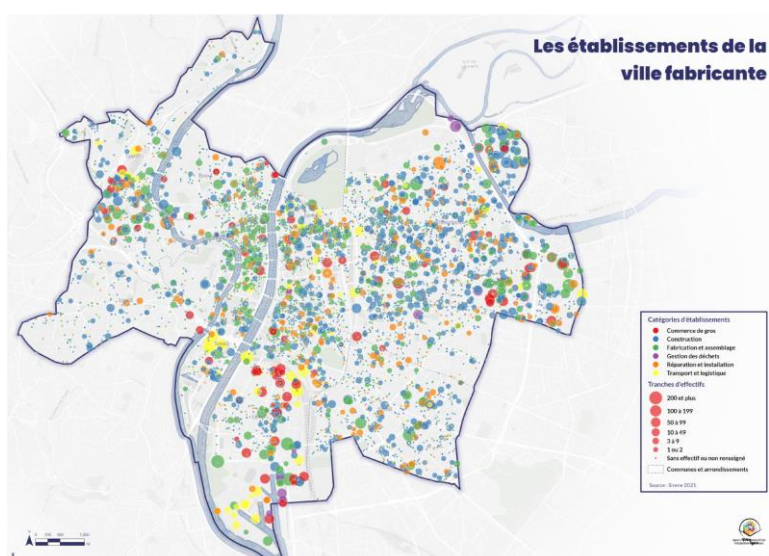 Les établissements de la
ville fabricante
Catégories d'établissements
Commerce de gros
Construction
Fabrication et assemblage
Gestion des déchets
Réparation et installation
Transport et logistique
Tranches d'effectifs
200 et plus
100 à 199
50 à 99
10 à 49
3 à 9
1 ou 2
Sans effectif ou non renseigné
Communes et arrondissements
Source : Sirene 2021